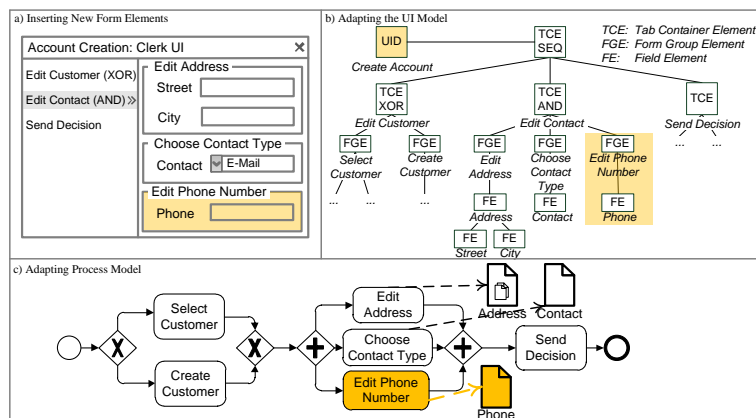 a) Inserting New Form Elements
Account Creation: Clerk UI
Edit Customer (XOR)
Edit Contact (AND)
Send Decision
Edit Address
Street
City
Choose Contact Type
Contact
E-Mail
Edit Phone Number
Phone
b) Adapting the UI Model
UID
Create Account
TCE
SEQ
TCE: Tab Container Element
FGE: Form Group Element
FE: Field Element
TCE
XOR
Edit Customer
TCE
AND
Edit Contact
TCE
Send Decision
... ...
FGE
Select
Customer
...
FGE
Create
Customer
...
FGE
Edit
Address
FE
Address
FE
Street
FE
City
FGE
Choose
Contact
Type
FE
Contact
FGE
Edit Phone
Number
FE
Phone
c) Adapting Process Model
X
Select
Customer
Create
Customer
X
Edit
Address
Choose
Contact Type
Edit Phone
Number
Address
Contact
Phone
Send
Decision